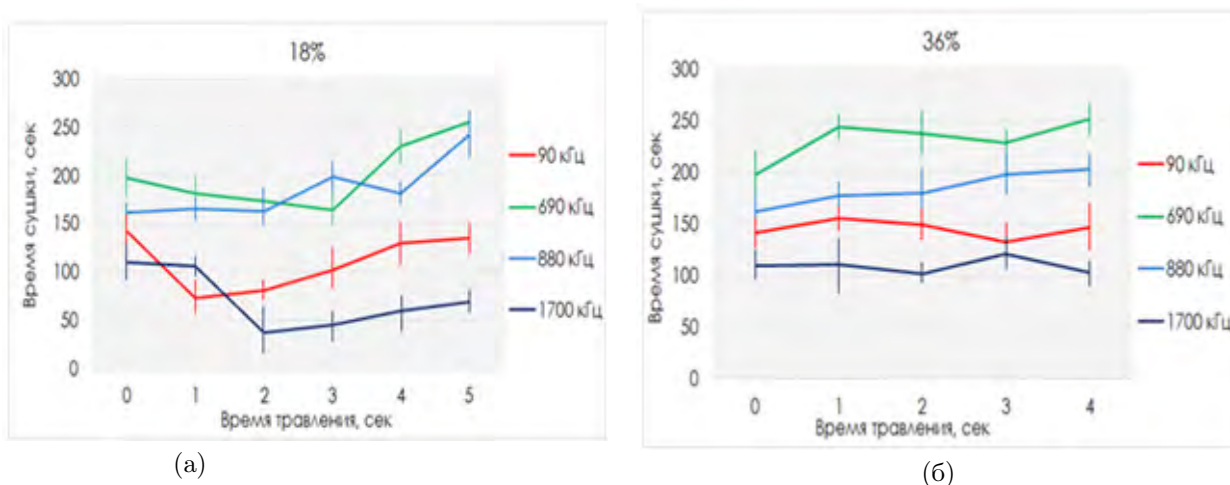 18%
300
250
200
150
100
50
0
0 1 2 3 4 5
Время сушки, сек
Время травления, сек
90 кГц
690 кГц
880 кГц
1700 кГц
(а)
36%
300
250
200
150
100
50
0
0 1 2 3 4
Время сушки, сек
Время травления, сек
90 кГц
690 кГц
880 кГц
1700 кГц
(б)